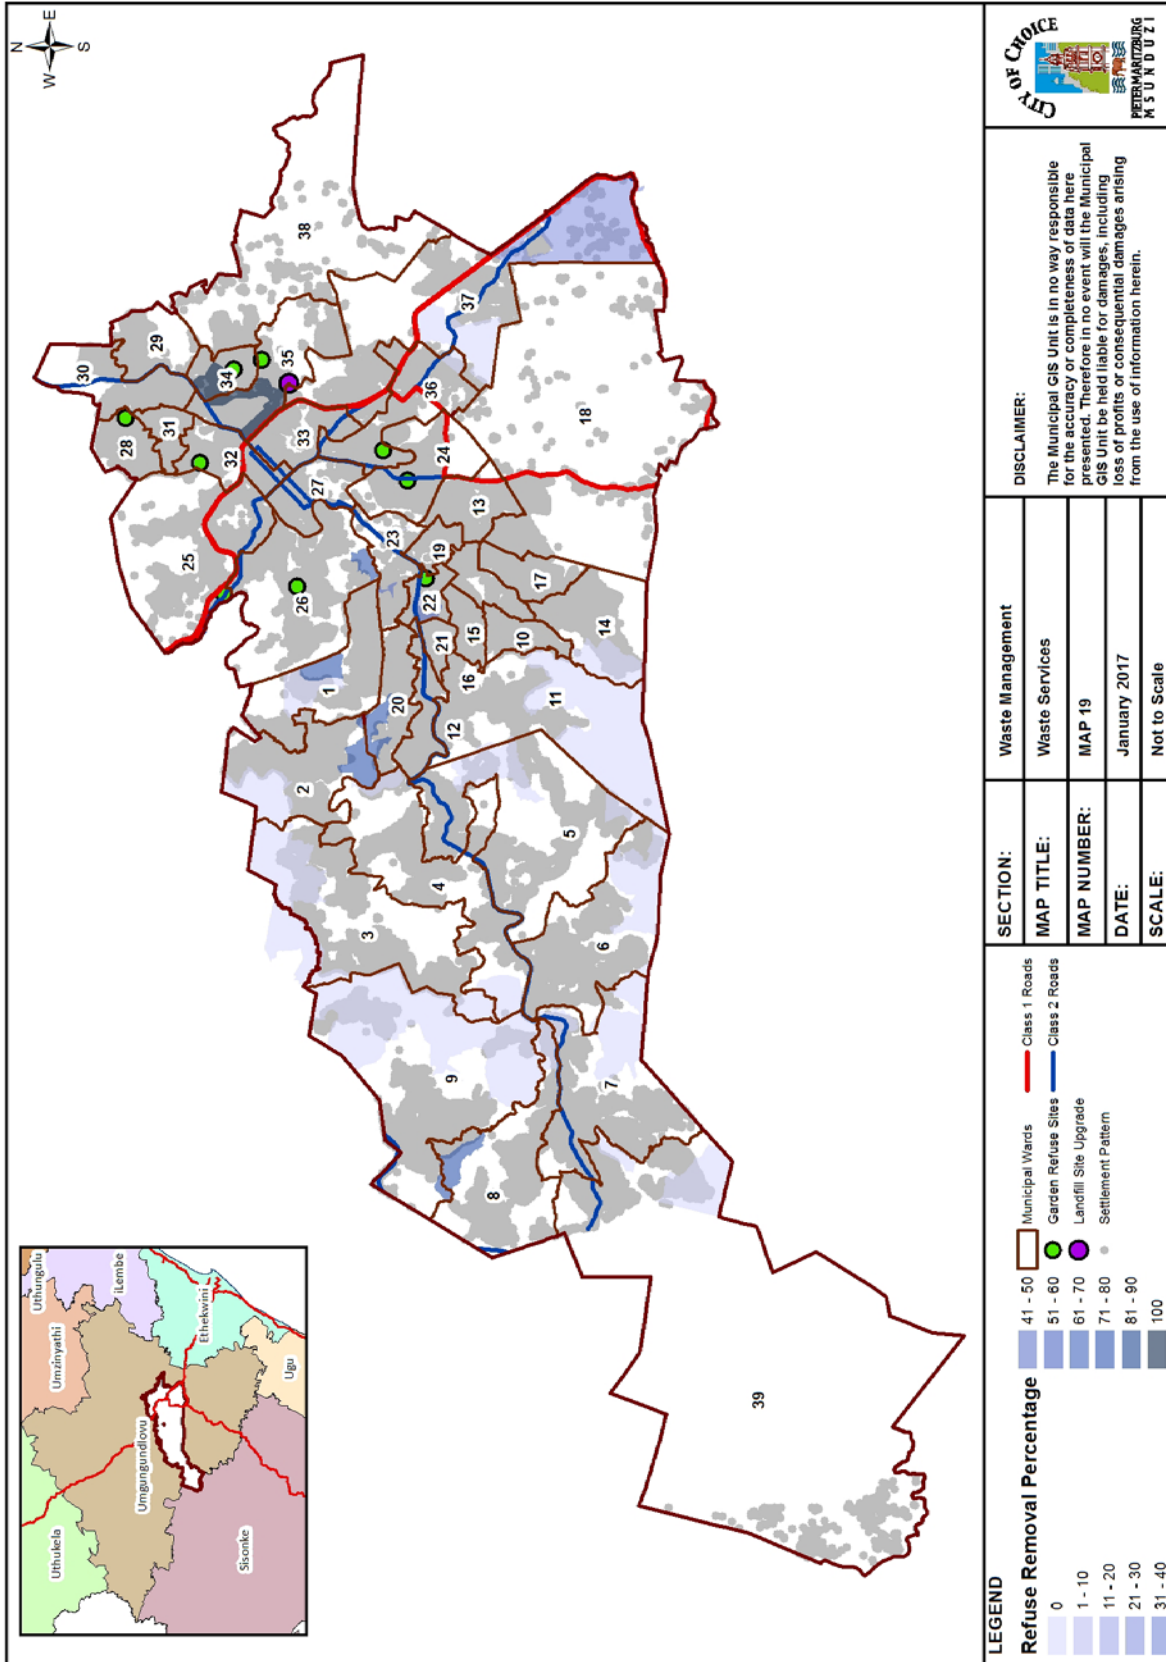 N
W E
S
Uthukela
Umzinyathi
Uthungulu
iLembe
Umgungundlovu
Ethekwini
Ugu
Sisonke
30
29
28
31
34
35
38
32
33
25
27
26
36
37
24
18
23
13
19
22
17
1
21
15
10
14
20
16
2
12
11
5
4
3
6
9
7
8
39
LEGEND
Refuse Removal Percentage
0
1 - 10
11 - 20
21 - 30
31 - 40
41 - 50
51 - 60
61 - 70
71 - 80
81 - 90
100
Municipal Wards
Garden Refuse Sites
Landfill Site Upgrade
Settlement Pattern
Class 1 Roads
Class 2 Roads
SECTION: Waste Management
MAP TITLE: Waste Services
MAP NUMBER: MAP 19
DATE: January 2017
SCALE: Not to Scale
DISCLAIMER:
The Municipal GIS Unit is in no way responsible
for the accuracy or completeness of data here
presented. Therefore in no event will the Municipal
GIS Unit be held liable for damages, including
loss of profits or consequential damages arising
from the use of information herein.
CITY OF CHOICE
PIETERMARITZBURG
MSUNDUZI